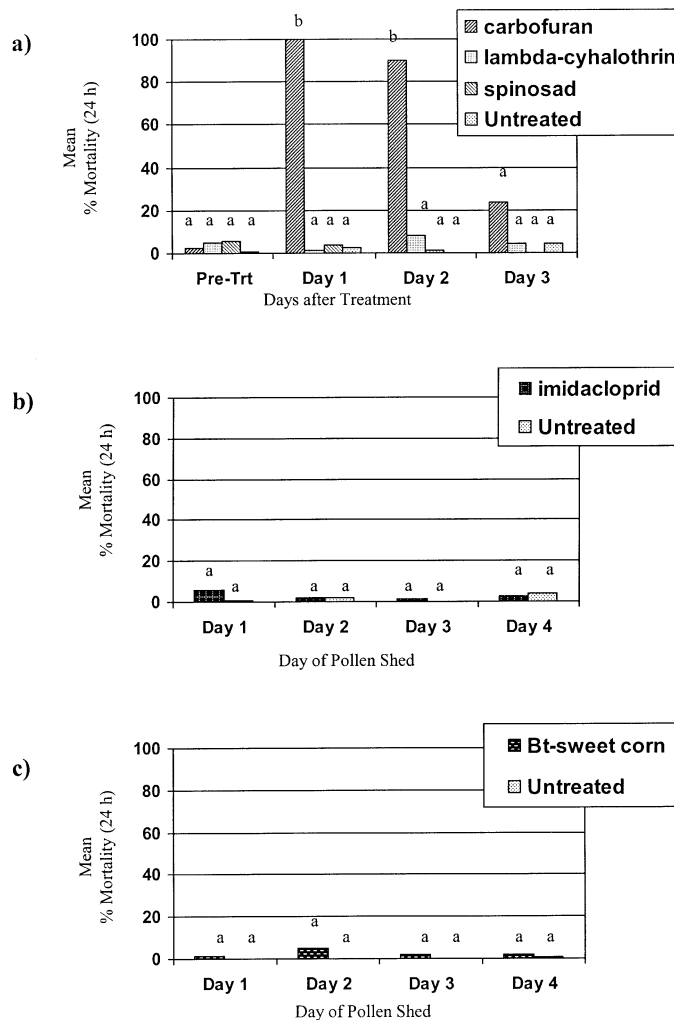 a)
carbofuran
lambda-cyhalothrin
spinosad
Untreated
Mean
% Mortality (24 h)
100
80
60
40
20
0
b
b
a
a
a a a a
a a a
a a
a a a
Pre-Trt Day 1 Day 2 Day 3
Days after Treatment
b)
imidacloprid
Untreated
Mean
% Mortality (24 h)
100
80
60
40
20
0
a a a a a a a a
Day 1 Day 2 Day 3 Day 4
Day of Pollen Shed
c)
Bt-sweet corn
Untreated
Mean
% Mortality (24 h)
100
80
60
40
20
0
a a a a a a a a
Day 1 Day 2 Day 3 Day 4
Day of Pollen Shed